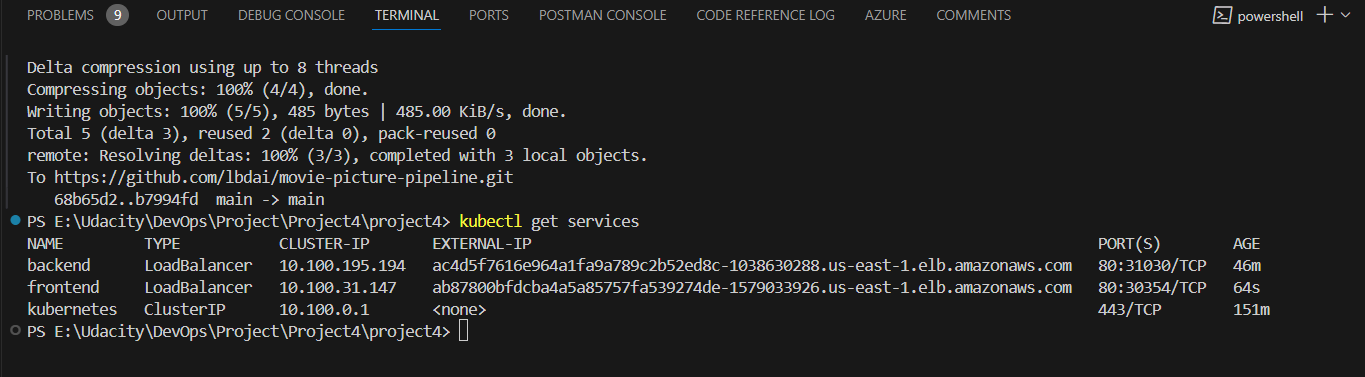 PROBLEMS 9 OUTPUT DEBUG CONSOLE TERMINAL PORTS POSTMAN CONSOLE CODE REFERENCE LOG AZURE COMMENTS powershell
Delta compression using up to 8 threads
Compressing objects: 100% (4/4), done.
Writing objects: 100% (5/5), 485 bytes | 485.00 KiB/s, done.
Total 5 (delta 3), reused 2 (delta 0), pack-reused 0
remote: Resolving deltas: 100% (3/3), completed with 3 local objects.
To https://github.com/lbdai/movie-picture-pipeline.git
68b65d2..b7994fd main -> main
PS E:\Udacity\DevOps\Project\Project4\project4> kubectl get services
NAME TYPE CLUSTER-IP EXTERNAL-IP PORT(S) AGE
backend LoadBalancer 10.100.195.194 ac4d5f7616e964a1fa9a789c2b52ed8c-1038630288.us-east-1.elb.amazonaws.com 80:31030/TCP 46m
frontend LoadBalancer 10.100.31.147 ab87800bfdcba4a5a85757fa539274de-1579033926.us-east-1.elb.amazonaws.com 80:30354/TCP 64s
kubernetes ClusterIP 10.100.0.1 <none> 443/TCP 151m
PS E:\Udacity\DevOps\Project\Project4\project4>